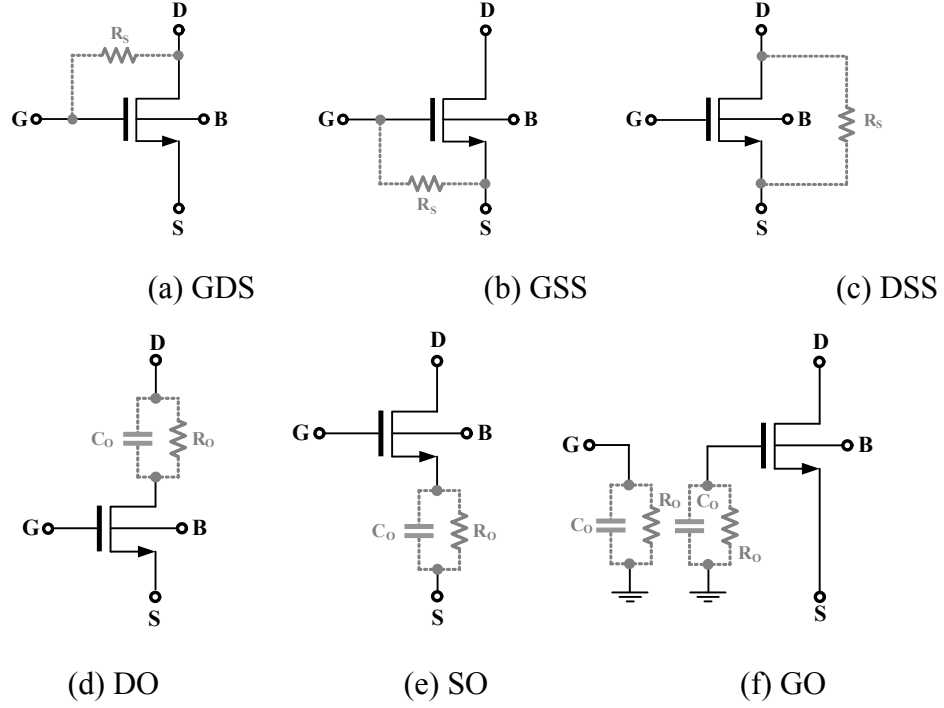 D
R_S
G
B
S
(a) GDS
D
G
B
R_S
S
(b) GSS
D
G
B
R_S
S
(c) DSS
D
C_O
R_O
G
B
S
(d) DO
D
G
B
C_O
R_O
S
(e) SO
D
G
B
R_O
C_O
C_O
R_O
S
(f) GO